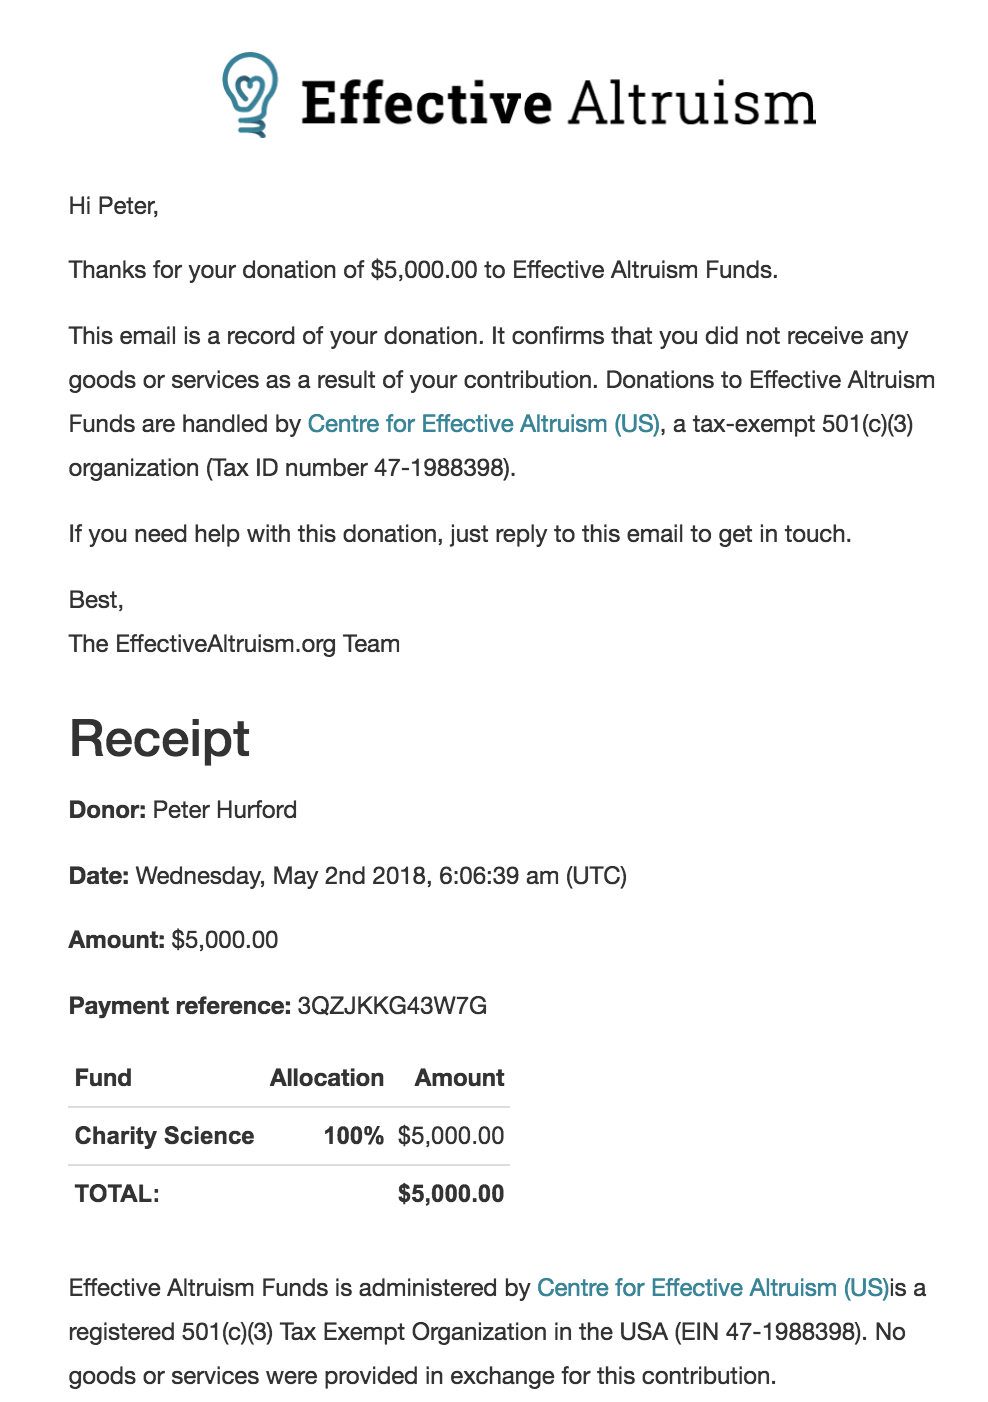 Effective Altruism
Hi Peter,
Thanks for your donation of $5,000.00 to Effective Altruism Funds.
This email is a record of your donation. It confirms that you did not receive any
goods or services as a result of your contribution. Donations to Effective Altruism
Funds are handled by Centre for Effective Altruism (US), a tax-exempt 501(c)(3)
organization (Tax ID number 47-1988398).
If you need help with this donation, just reply to this email to get in touch.
Best,
The EffectiveAltruism.org Team
Receipt
Donor: Peter Hurford
Date: Wednesday, May 2nd 2018, 6:06:39 am (UTC)
Amount: $5,000.00
Payment reference: 3QZJKKG43W7G
Fund Allocation Amount
Charity Science 100% $5,000.00
TOTAL: $5,000.00
Effective Altruism Funds is administered by Centre for Effective Altruism (US)is a
registered 501(c)(3) Tax Exempt Organization in the USA (EIN 47-1988398). No
goods or services were provided in exchange for this contribution.